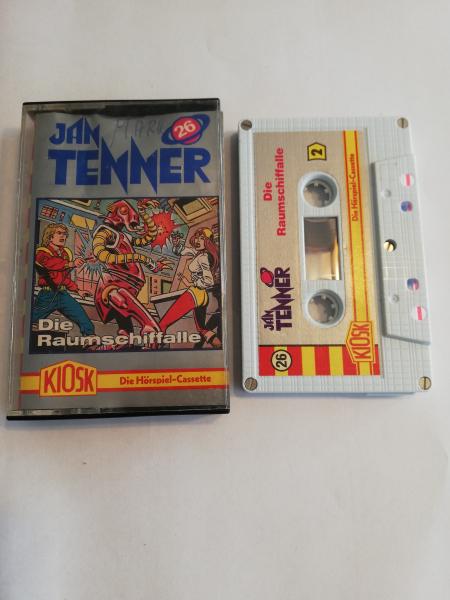 JAN
TENNER
26
Die
Raumschiffalle
KIOSK
Die Hörspiel-Cassette
Die
Raumschiffalle
2
Die Hörspiel-Cassette
JAN
TENNER
26
KIOSK